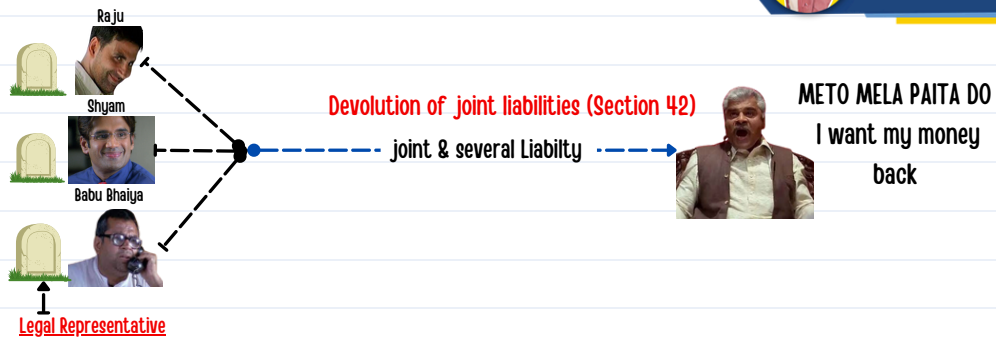 Raju
Shyam
Babu Bhaiya
Legal Representative
Devolution of joint liabilities (Section 42)
joint & several Liabilty
METO MELA PAITA DO
I want my money
back